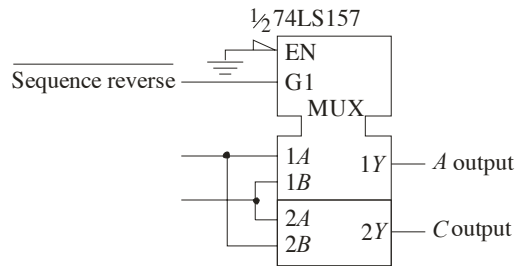 ½74LS157
EN
Sequence reverse
G1
MUX
1A
1Y
A output
1B
2A
2Y
C output
2B